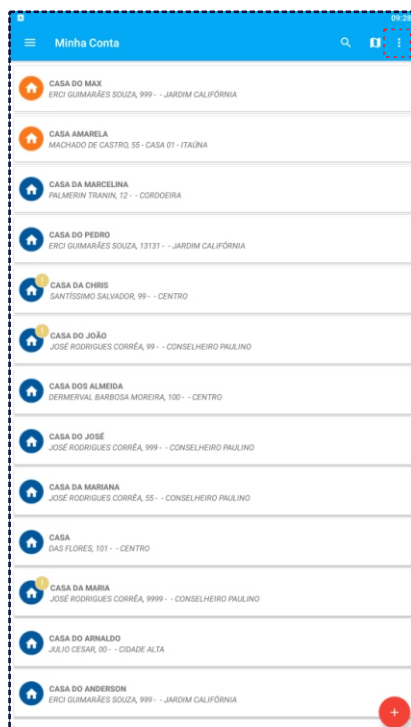 09:28
Minha Conta
CASA DO MAX
ERCI GUIMARÃES SOUZA, 999 - - JARDIM CALIFÓRNIA
CASA AMARELA
MACHADO DE CASTRO, 55 - CASA 01 - ITAÚNA
CASA DA MARCELINA
PALMERIN TRANIN, 12 - - CORDOEIRA
CASA DO PEDRO
ERCI GUIMARÃES SOUZA, 13131 - - JARDIM CALIFÓRNIA
CASA DA CHRIS
SANTÍSSIMO SALVADOR, 99 - - CENTRO
CASA DO JOÃO
JOSÉ RODRIGUES CORRÊA, 99 - - CONSELHEIRO PAULINO
CASA DOS ALMEIDA
DERMERVAL BARBOSA MOREIRA, 100 - - CENTRO
CASA DO JOSÉ
JOSÉ RODRIGUES CORRÊA, 999 - - CONSELHEIRO PAULINO
CASA DA MARIANA
JOSÉ RODRIGUES CORRÊA, 55 - - CONSELHEIRO PAULINO
CASA
DAS FLORES, 101 - - CENTRO
CASA DA MARIA
JOSÉ RODRIGUES CORRÊA, 9999 - - CONSELHEIRO PAULINO
CASA DO ARNALDO
JULIO CESAR, 00 - - CIDADE ALTA
CASA DO ANDERSON
ERCI GUIMARÃES SOUZA, 999 - - JARDIM CALIFÓRNIA